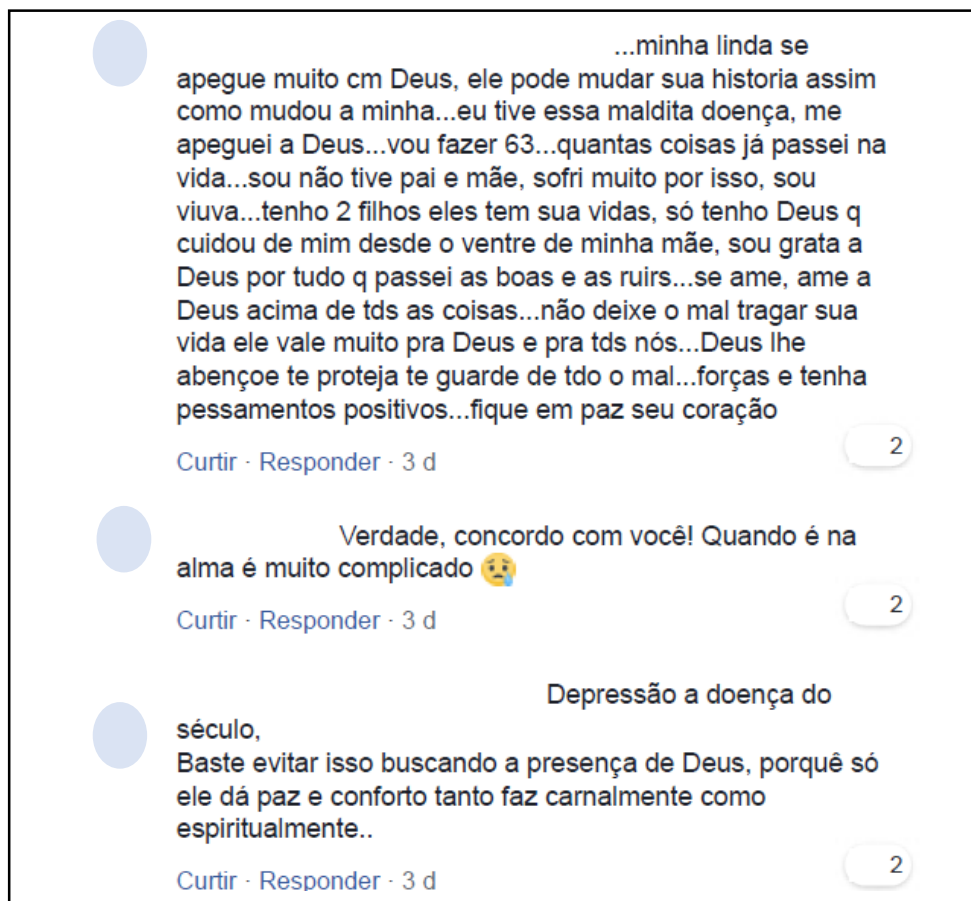 ...minha linda se
apegue muito cm Deus, ele pode mudar sua historia assim
como mudou a minha...eu tive essa maldita doença, me
apeguei a Deus...vou fazer 63...quantas coisas já passei na
vida...sou não tive pai e mãe, sofri muito por isso, sou
viuva...tenho 2 filhos eles tem sua vidas, só tenho Deus q
cuidou de mim desde o ventre de minha mãe, sou grata a
Deus por tudo q passei as boas e as ruirs...se ame, ame a
Deus acima de tds as coisas...não deixe o mal tragar sua
vida ele vale muito pra Deus e pra tds nós...Deus lhe
abençoe te proteja te guarde de tdo o mal...forças e tenha
pessamentos positivos...fique em paz seu coração
2
Curtir · Responder · 3 d
Verdade, concordo com você! Quando é na
alma é muito complicado 😢
2
Curtir · Responder · 3 d
Depressão a doença do
século,
Baste evitar isso buscando a presença de Deus, porquê só
ele dá paz e conforto tanto faz carnalmente como
espiritualmente..
2
Curtir · Responder · 3 d